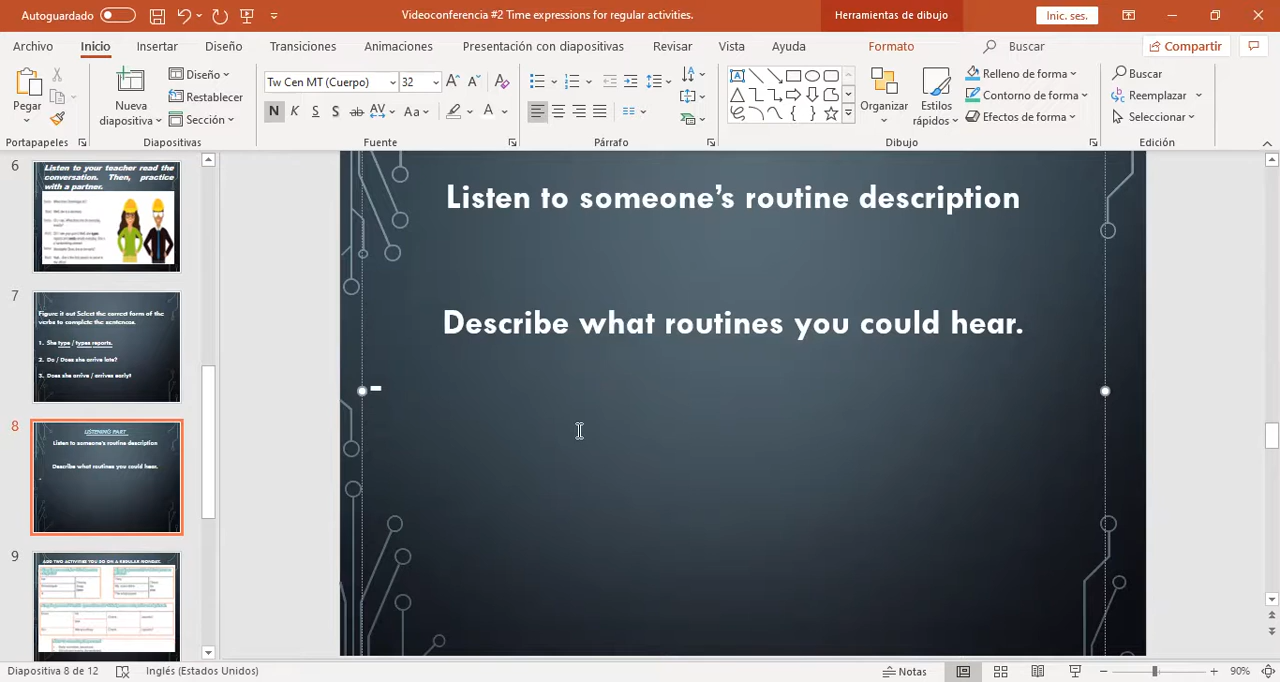 Autoguardado
Videoconferencia #2 Time expressions for regular activities.
Herramientas de dibujo
Inic. ses.
Archivo Inicio Insertar Diseño Transiciones Animaciones Presentación con diapositivas Revisar Vista Ayuda Formato Buscar Compartir
Pegar
Nueva diapositiva
Diseño
Restablecer
Sección
Tw Cen MT (Cuerpo) 32
N K S S ab AV Aa A
Organizar
Estilos rápidos
Relleno de forma
Contorno de forma
Efectos de forma
Buscar
Reemplazar
Seleccionar
Portapapeles Diapositivas Fuente Párrafo Dibujo Edición
6
Listen to your teacher read the
conversation. Then, practice
with a partner.
7
Figure it out Select the correct form of the
verbs to complete the sentences.
1. She type / types reports.
2. Do / Does she arrive late?
3. Does she arrive / arrives early?
8
LISTENING PART
Listen to someone's routine description
Describe what routines you could hear.
9
ADD TWO ACTIVITIES YOU DO ON A REGULAR MOMENT.
Listen to someone’s routine description
Describe what routines you could hear.
-
Diapositiva 8 de 12 Inglés (Estados Unidos) Notas 90%